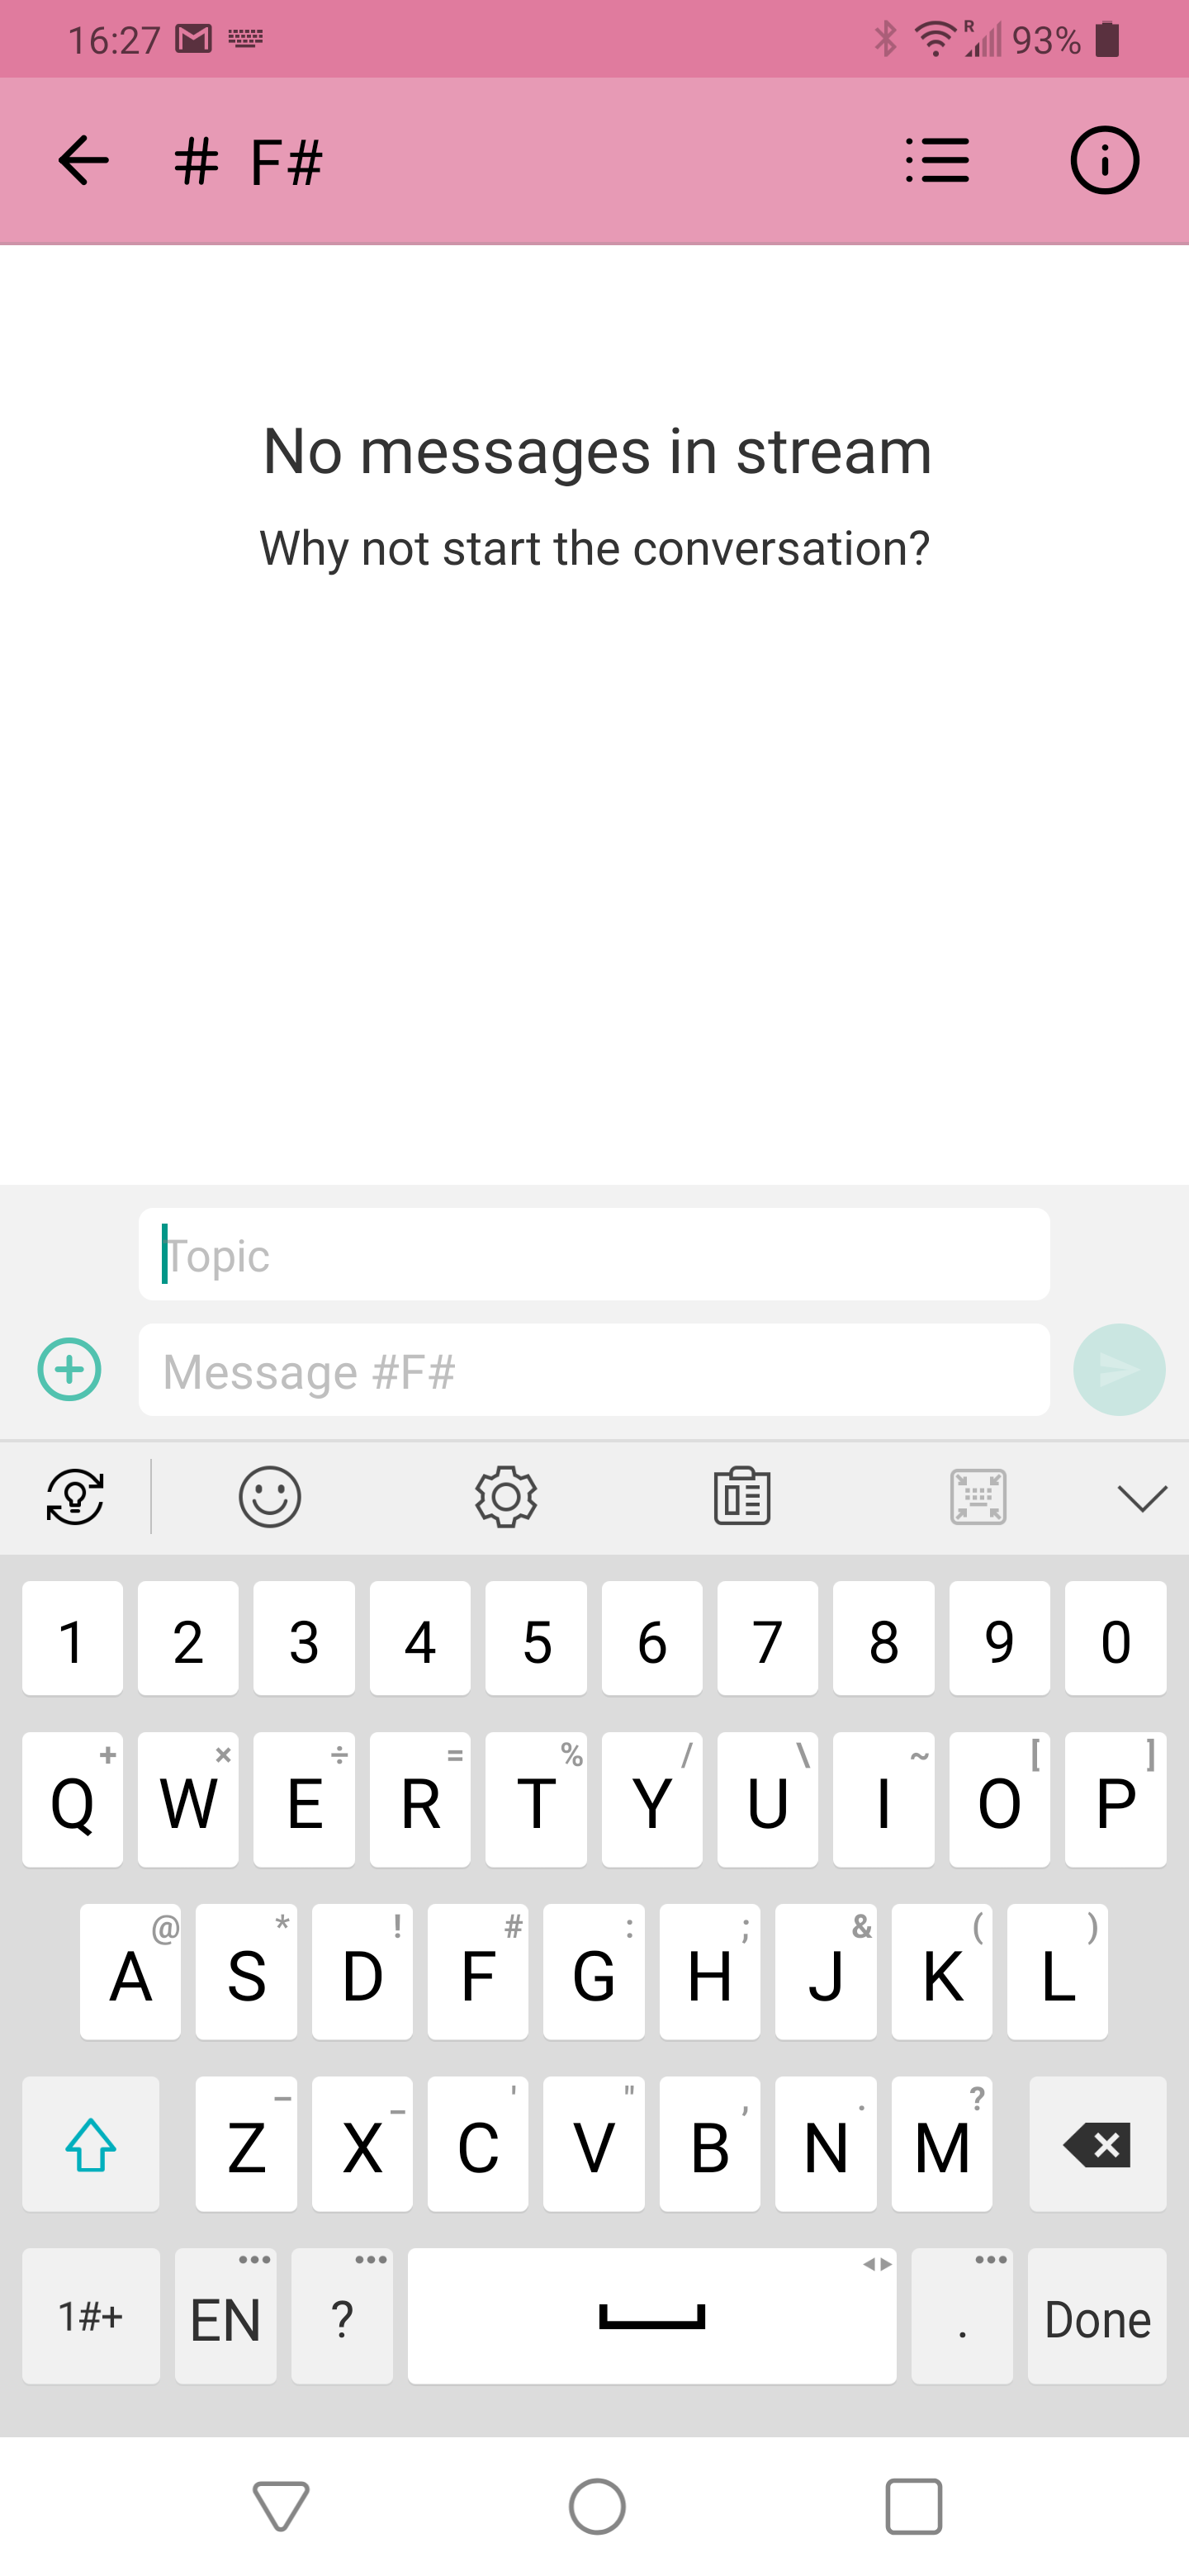 16:27 R 93%
# F#
No messages in stream
Why not start the conversation?
Topic
Message #F#
1 2 3 4 5 6 7 8 9 0
+ × ÷ = % / \ ~ [ ]
Q W E R T Y U I O P
@ * ! # : ; & ( )
A S D F G H J K L
– _ ' " , . ?
Z X C V B N M
1#+ EN ? . Done